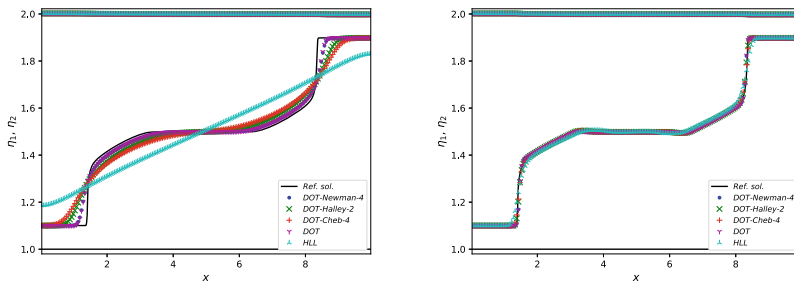 2.0
1.8
1.6
1.4
1.2
1.0
η1, η2
2
4
6
8
x
Ref. sol.
DOT-Newman-4
DOT-Halley-2
DOT-Cheb-4
DOT
HLL
2.0
1.8
1.6
1.4
1.2
1.0
η1, η2
2
4
6
8
x
Ref. sol.
DOT-Newman-4
DOT-Halley-2
DOT-Cheb-4
DOT
HLL